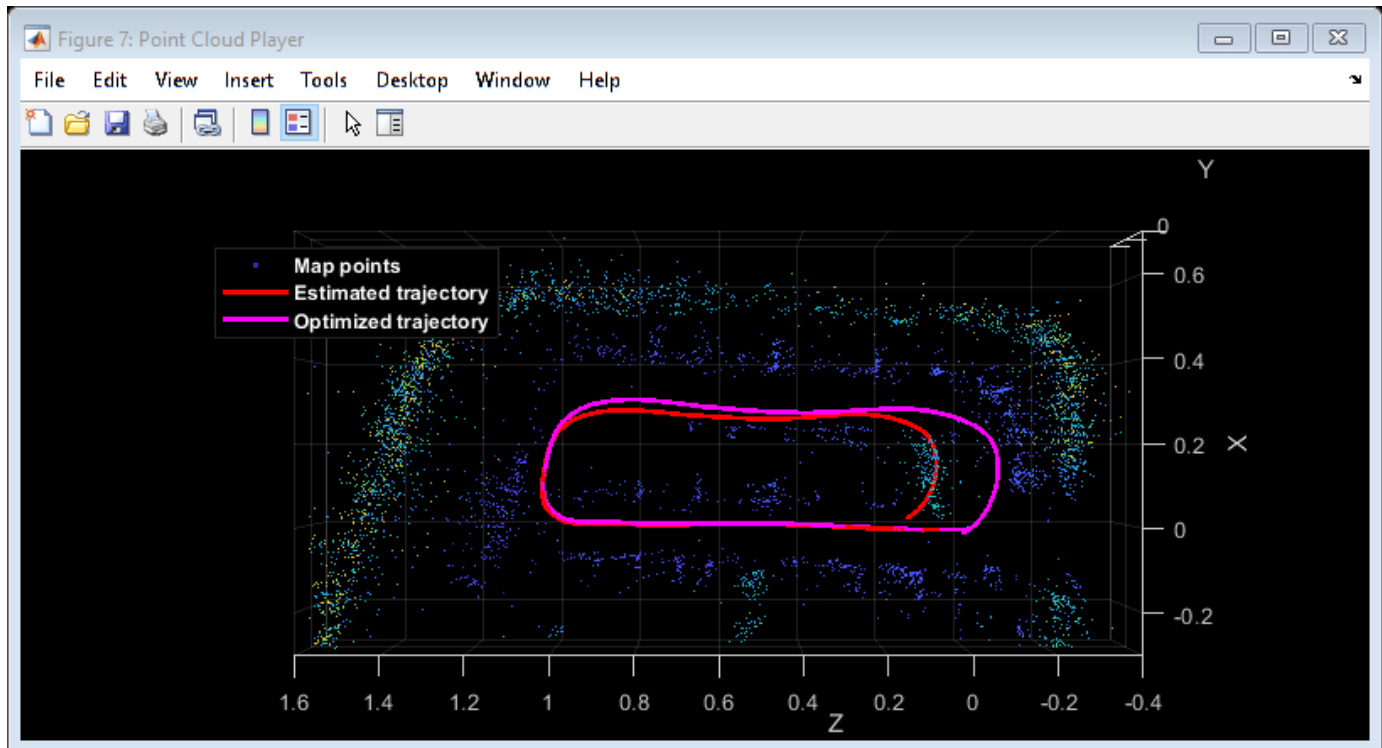 Figure 7: Point Cloud Player
File Edit View Insert Tools Desktop Window Help
Y
0
Map points
Estimated trajectory
Optimized trajectory
0.6
0.4
0.2 X
0
-0.2
1.6 1.4 1.2 1 0.8 0.6 0.4 0.2 0 -0.2 -0.4
Z